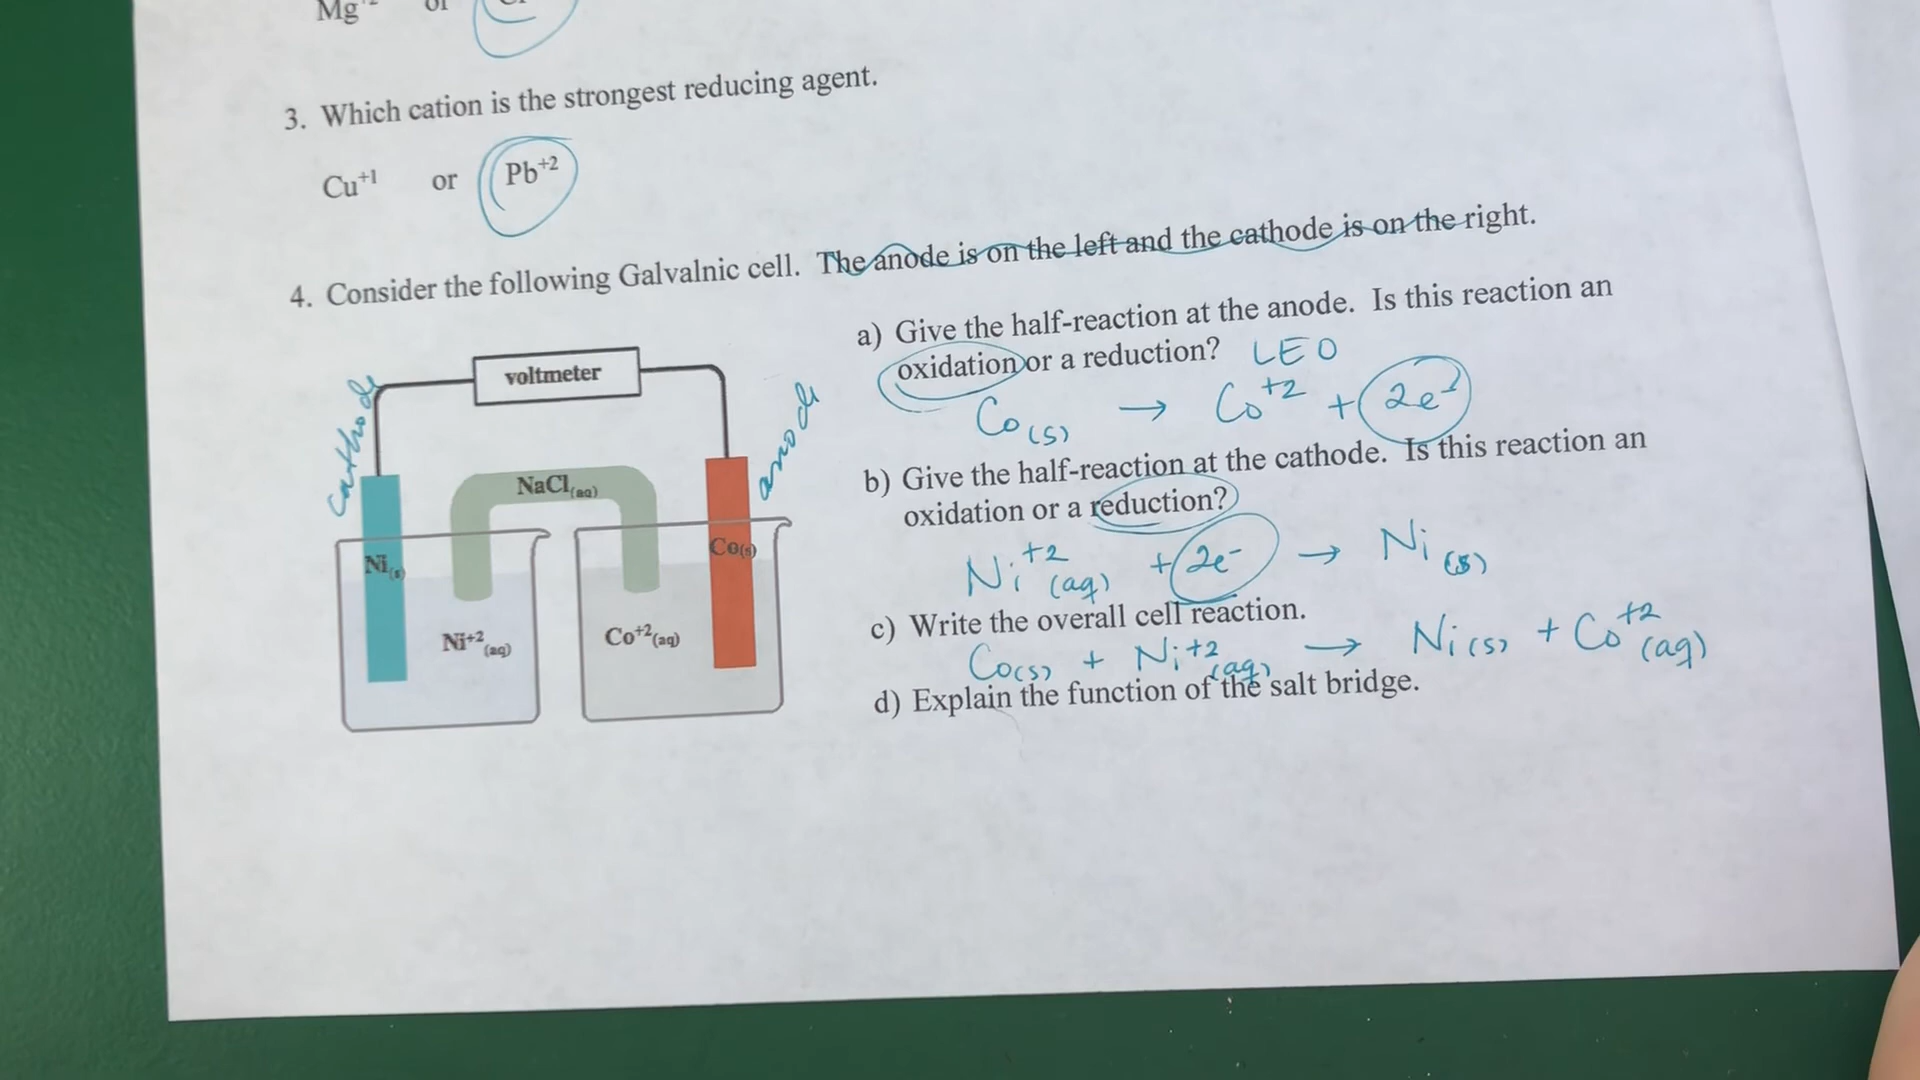 Mg+2 or
3. Which cation is the strongest reducing agent.
Cu+1 or Pb+2
4. Consider the following Galvalnic cell. The anode is on the left and the cathode is on the right.
a) Give the half-reaction at the anode. Is this reaction an
oxidation or a reduction? LEO
Co(s) → Co+2 + 2e-1
b) Give the half-reaction at the cathode. Is this reaction an
oxidation or a reduction?
Ni+2(aq) + 2e- → Ni(s)
c) Write the overall cell reaction.
Co(s) + Ni+2(aq) → Ni(s) + Co+2(aq)
d) Explain the function of the salt bridge.
voltmeter
cathode
anode
NaCl(aq)
Ni(s)
Co(s)
Ni+2(aq)
Co+2(aq)